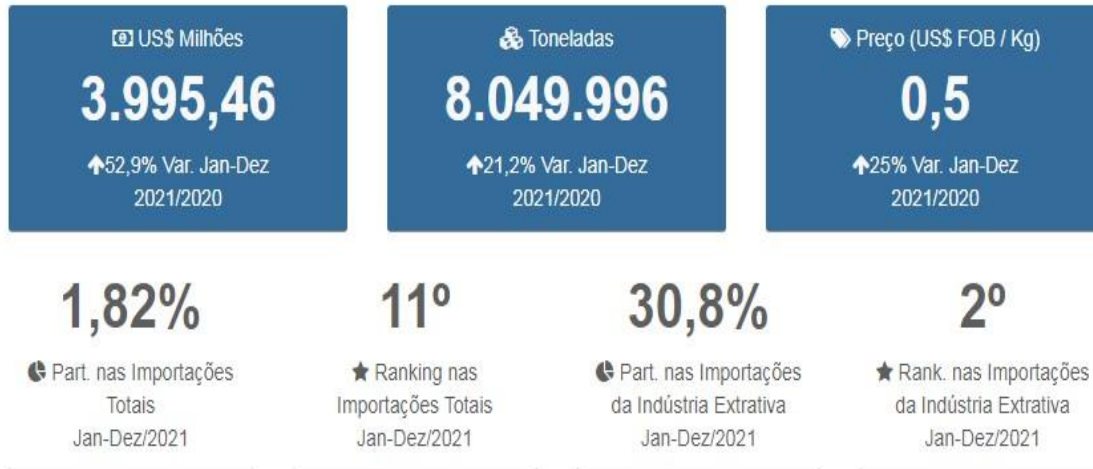 US$ Milhões
3.995,46
52,9% Var. Jan-Dez
2021/2020
Toneladas
8.049.996
21,2% Var. Jan-Dez
2021/2020
Preço (US$ FOB / Kg)
0,5
25% Var. Jan-Dez
2021/2020
1,82%
Part. nas Importações
Totais
Jan-Dez/2021
11º
Ranking nas
Importações Totais
Jan-Dez/2021
30,8%
Part. nas Importações
da Indústria Extrativa
Jan-Dez/2021
2º
Rank. nas Importações
da Indústria Extrativa
Jan-Dez/2021